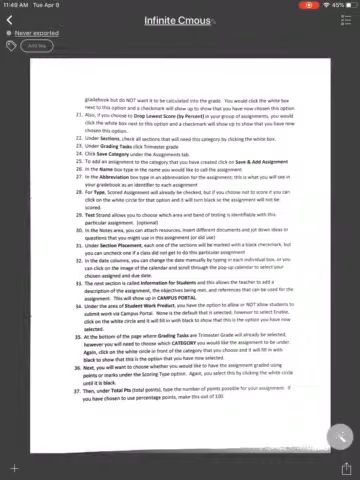 11:49 AM Tue Apr 9
45%
Infinite Cmous
Never exported
Add tag
gradebook but do NOT want it to be calculated into the grade. You would click the white box
next to this option and a checkmark will show up to show that you have now chosen this option.
21. Also, if you choose to Drop Lowest Score (by Percent) in your group of assignments, you would
click the white box next to this option and a checkmark will show up to show that you have now
chosen this option.
22. Under Sections, check all sections that will need this category by clicking the white box.
23. Under Grading Tasks click Trimester grade
24. Click Save Category under the Assignments tab.
25. To add an assignment to the category that you have created click on Save & Add Assignment
26. In the Name box type in the name you would like to call the assignment
27. In the Abbreviation box type in an abbreviation for the assignment; this is what you will see in
your gradebook as an identifier to each assignment
28. For Type, Scored Assignment will already be checked, but if you choose not to score it you can
click on the white circle for that option and it will turn black so the assignment will not be
scored.
29. Test Strand allows you to choose which area and band of testing is identifiable with this
particular assignment. (optional)
30. In the Notes area, you can attach resources, insert different documents and jot down ideas or
questions that you might use in this assignment (or did use)
31. Under Section Placement, each one of the sections will be marked with a black checkmark, but
you can uncheck one if a class did not get to do this particular assignment
32. In the date columns, you can change the date manually by typing in each individual box, or you
can click on the image of the calendar and scroll through the pop-up calendar to select your
chosen assigned and due date.
33. The next section is called Information for Students and this allows the teacher to add a
description of the assignment, the objectives being met, and references that can be used for the
assignment. This will show up in CAMPUS PORTAL.
34. Under the area of Student Work Product, you have the option to allow or NOT allow students to
submit work via Campus Portal. None is the default that is selected, however to select Enable,
click on the white circle and it will fill in with black to show that this is the option you have now
selected.
35. At the bottom of the page where Grading Tasks are Trimester Grade will already be selected,
however you will need to choose which CATEGORY you would like the assignment to be under.
Again, click on the white circle in front of the category that you choose and it will fill in with
black to show that this is the option that you have now selected.
36. Next, you will want to choose whether you would like to have the assignment graded using
points or marks under the Scoring Type option. Again, you select this by clicking the white circle
until it is black.
37. Then, under Total Pts (total points), type the number of points possible for your assignment. If
you have chosen to use percentage points, make this out of 100.